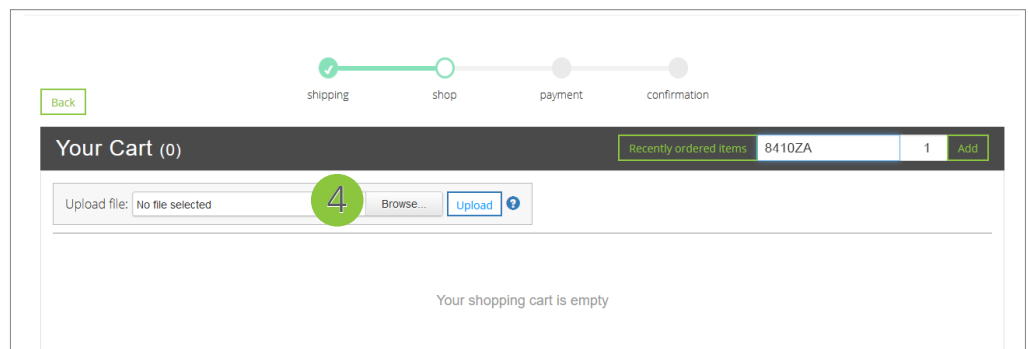 shipping shop payment confirmation
Back
Your Cart (0) Recently ordered items 8410ZA 1 Add
Upload file: No file selected 4 Browse... Upload ?
Your shopping cart is empty